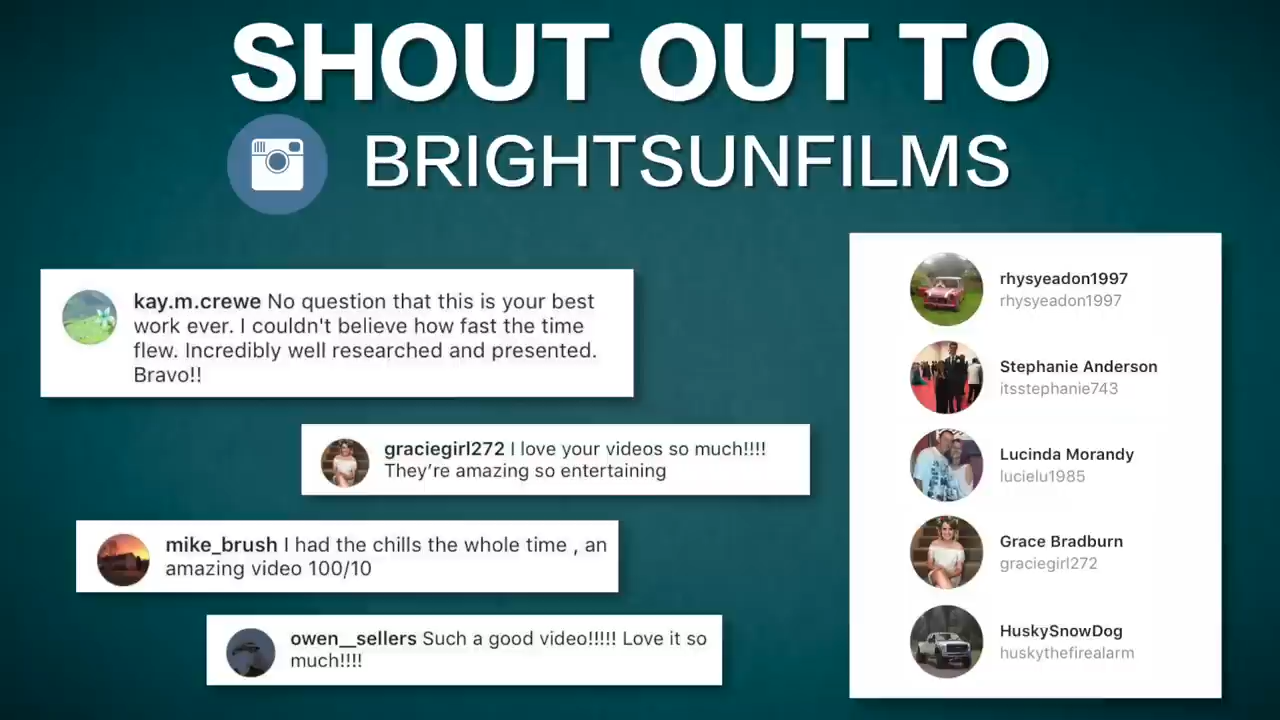 SHOUT OUT TO
BRIGHTSUNFILMS
kay.m.crewe No question that this is your best
work ever. I couldn't believe how fast the time
flew. Incredibly well researched and presented.
Bravo!!
graciegirl272 I love your videos so much!!!!
They’re amazing so entertaining
mike_brush I had the chills the whole time , an
amazing video 100/10
owen__sellers Such a good video!!!!! Love it so
much!!!!
rhysyeadon1997
rhysyeadon1997
Stephanie Anderson
itsstephanie743
Lucinda Morandy
lucielu1985
Grace Bradburn
graciegirl272
HuskySnowDog
huskythefirealarm